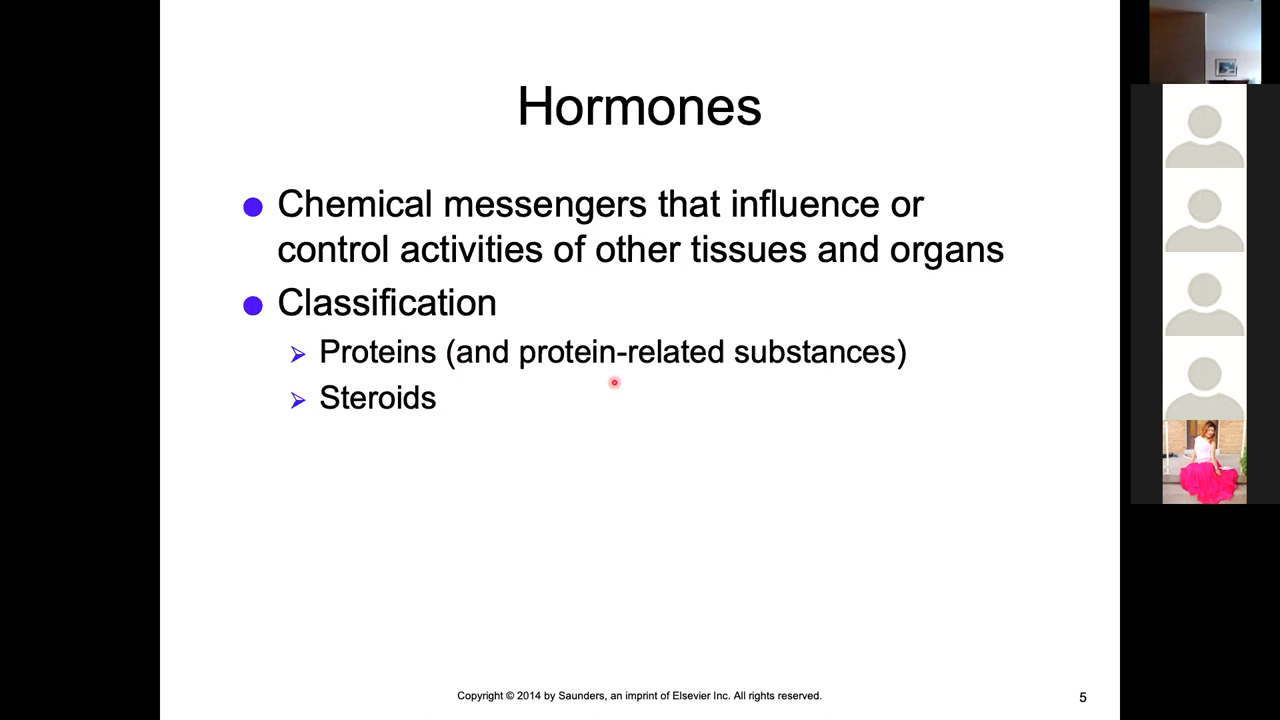 Hormones
Chemical messengers that influence or
control activities of other tissues and organs
Classification
Proteins (and protein-related substances)
Steroids
Copyright © 2014 by Saunders, an imprint of Elsevier Inc. All rights reserved.
5